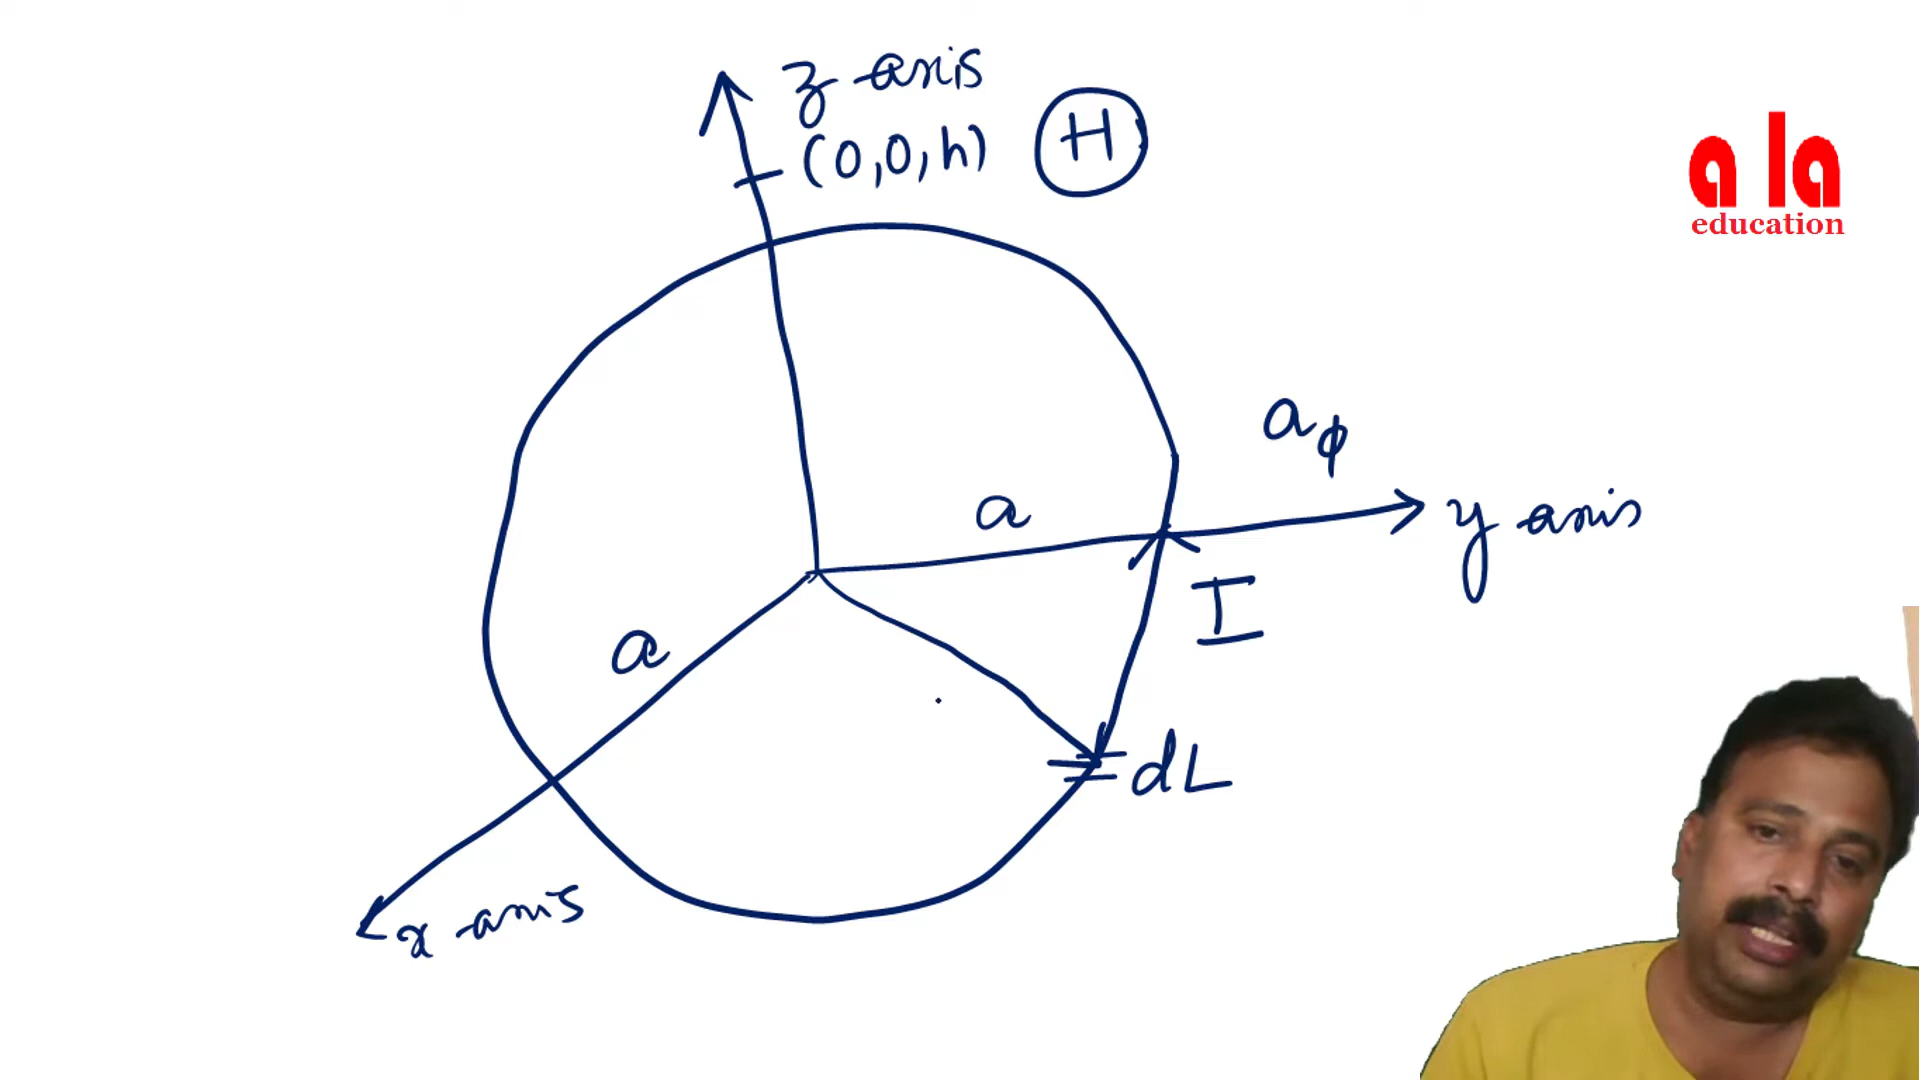 z axis
(0,0,h) H
a la
education
a aϕ
y axis
I
a
dL
x axis